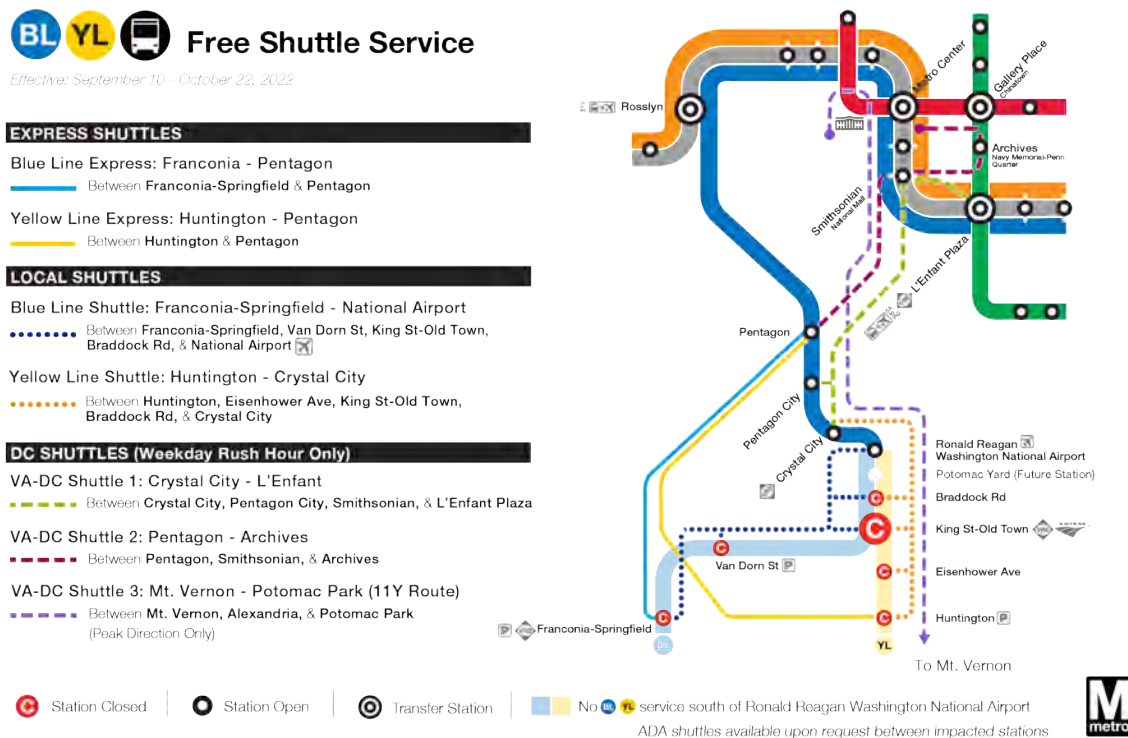 BL YL Free Shuttle Service
Effective: September 10 - October 22, 2022
EXPRESS SHUTTLES
Blue Line Express: Franconia - Pentagon
Between Franconia-Springfield & Pentagon
Yellow Line Express: Huntington - Pentagon
Between Huntington & Pentagon
LOCAL SHUTTLES
Blue Line Shuttle: Franconia-Springfield - National Airport
Between Franconia-Springfield, Van Dorn St, King St-Old Town,
Braddock Rd, & National Airport
Yellow Line Shuttle: Huntington - Crystal City
Between Huntington, Eisenhower Ave, King St-Old Town,
Braddock Rd, & Crystal City
DC SHUTTLES (Weekday Rush Hour Only)
VA-DC Shuttle 1: Crystal City - L'Enfant
Between Crystal City, Pentagon City, Smithsonian, & L'Enfant Plaza
VA-DC Shuttle 2: Pentagon - Archives
Between Pentagon, Smithsonian, & Archives
VA-DC Shuttle 3: Mt. Vernon - Potomac Park (11Y Route)
Between Mt. Vernon, Alexandria, & Potomac Park
(Peak Direction Only)
Rosslyn
Metro Center
Gallery Place
Chinatown
Archives
Navy Memorial-Penn
Quarter
Smithsonian
National Mall
L'Enfant Plaza
Pentagon
Pentagon City
Crystal City
Ronald Reagan
Washington National Airport
Potomac Yard (Future Station)
C Braddock Rd
C King St-Old Town VRE
C
Van Dorn St P
C Eisenhower Ave
C Huntington P
P VRE Franconia-Springfield C
BL
YL
To Mt. Vernon
C Station Closed
Station Open
Transfer Station
No BL YL service south of Ronald Reagan Washington National Airport
ADA shuttles available upon request between impacted stations
M
metro